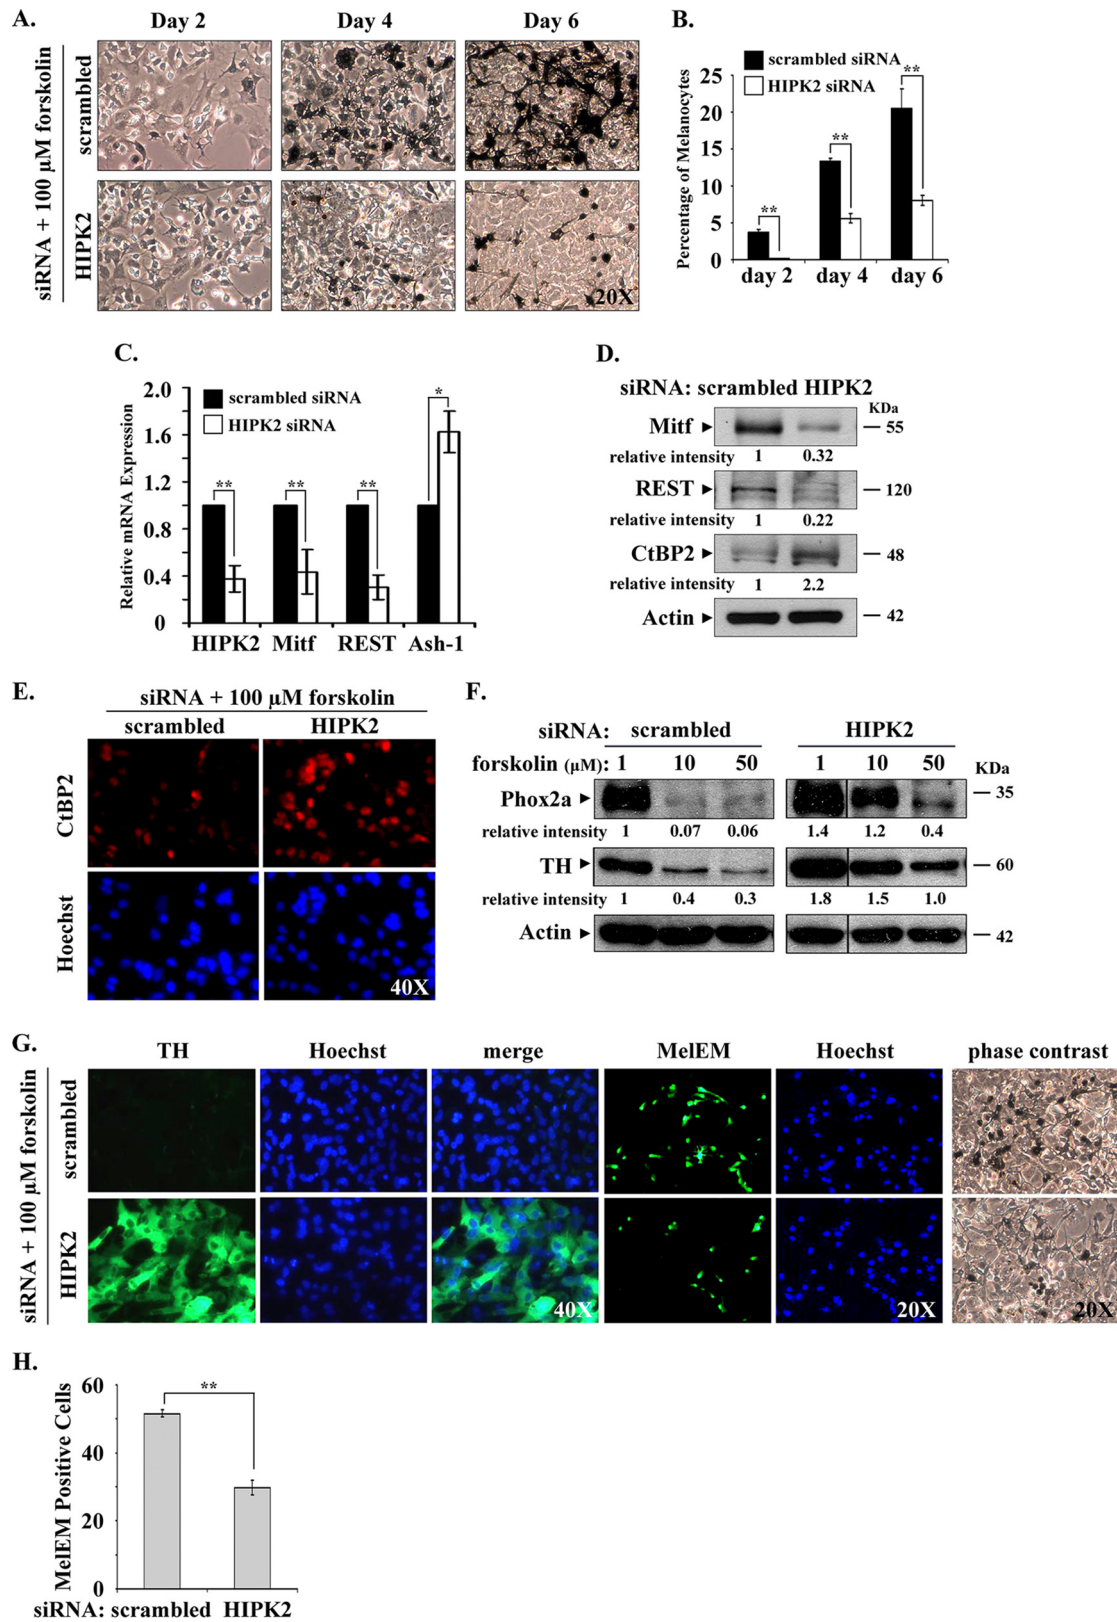 A.
Day 2 Day 4 Day 6
siRNA + 100 µM forskolin
scrambled
HIPK2
20X
B.
scrambled siRNA
HIPK2 siRNA
Percentage of Melanocytes
25
20
15
10
5
0
** ** **
day 2 day 4 day 6
C.
scrambled siRNA
HIPK2 siRNA
Relative mRNA Expression
2.0
1.6
1.2
0.8
0.4
0
** ** ** *
HIPK2 Mitf REST Ash-1
D.
siRNA: scrambled HIPK2
KDa
Mitf 55
relative intensity 1 0.32
REST 120
relative intensity 1 0.22
CtBP2 48
relative intensity 1 2.2
Actin 42
E.
siRNA + 100 µM forskolin
scrambled HIPK2
CtBP2
Hoechst
40X
F.
siRNA: scrambled HIPK2
forskolin (µM): 1 10 50 1 10 50 KDa
Phox2a 35
relative intensity 1 0.07 0.06 1.4 1.2 0.4
TH 60
relative intensity 1 0.4 0.3 1.8 1.5 1.0
Actin 42
G.
TH Hoechst merge MelEM Hoechst phase contrast
siRNA + 100 µM forskolin
scrambled
HIPK2
40X 20X 20X
H.
MelEM Positive Cells
60
40
20
0
**
siRNA: scrambled HIPK2